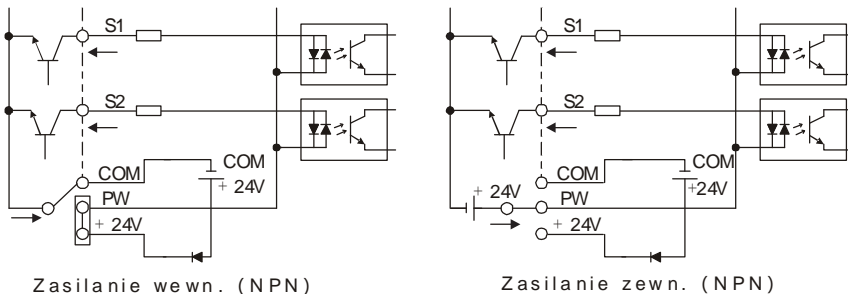 S1
S2
COM
COM
+ 24V
PW
+ 24V
Zasilanie wewn. (NPN)
S1
S2
COM
COM
+ 24V
+24V
PW
+ 24V
Zasilanie zewn. (NPN)